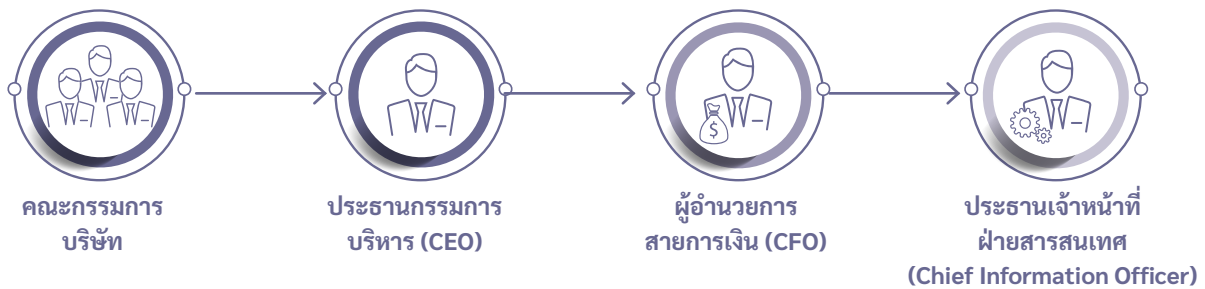 คณะกรรมการ
บริษัท
ประธานกรรมการ
บริหาร (CEO)
$
ผู้อำนวยการ
สายการเงิน (CFO)
ประธานเจ้าหน้าที่
ฝ่ายสารสนเทศ
(Chief Information Officer)